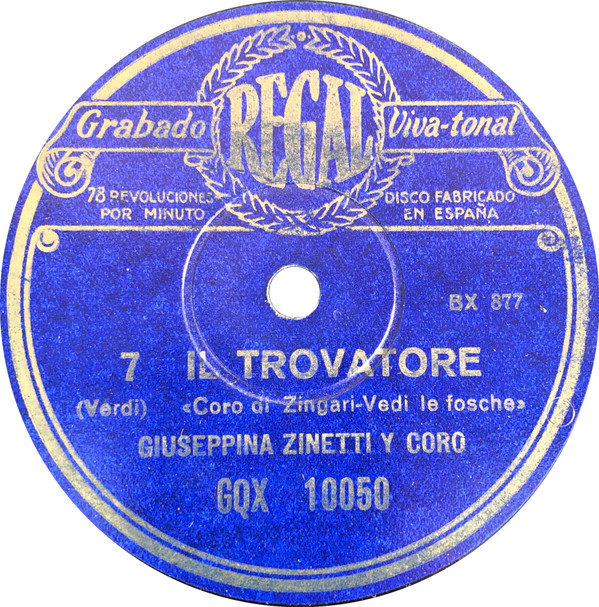 REGAL
Grabado Viva-tonal
78 REVOLUCIONES POR MINUTO
DISCO FABRICADO EN ESPAÑA
BX 877
7 IL TROVATORE
(Verdi) «Coro di Zingari-Vedi le fosche»
GIUSEPPINA ZINETTI Y CORO
GQX 10050